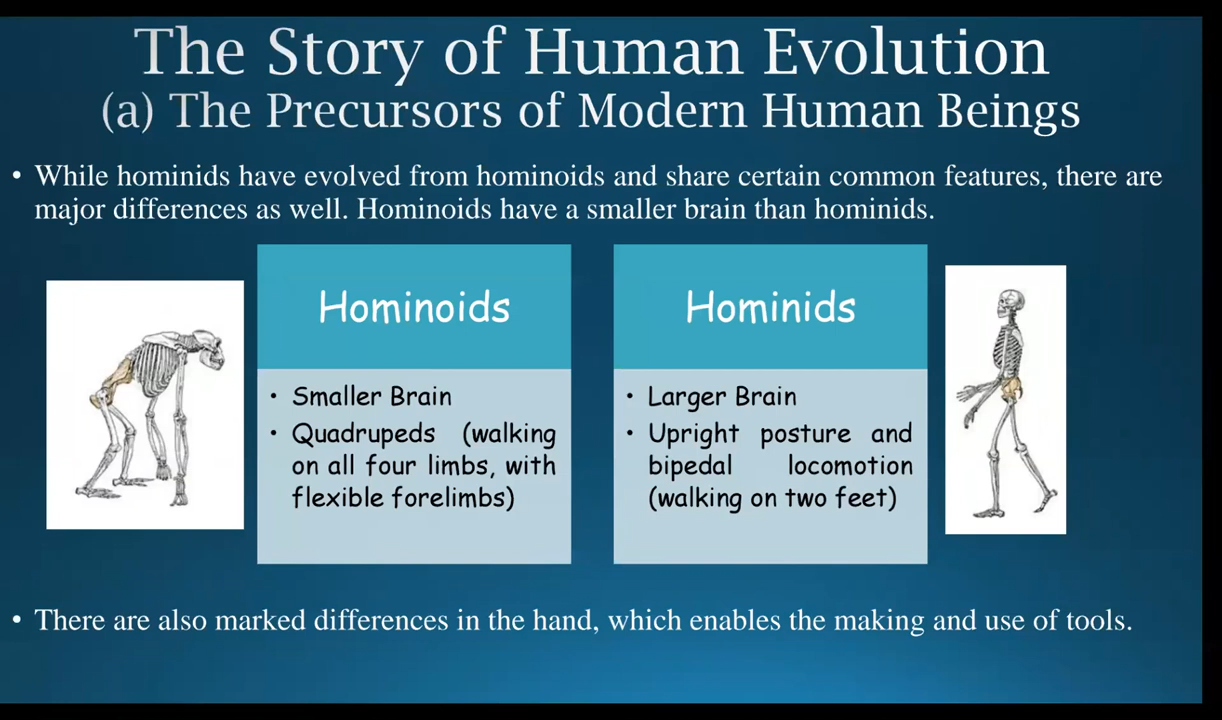 The Story of Human Evolution
(a) The Precursors of Modern Human Beings
• While hominids have evolved from hominoids and share certain common features, there are
major differences as well. Hominoids have a smaller brain than hominids.
Hominoids
• Smaller Brain
• Quadrupeds (walking
on all four limbs, with
flexible forelimbs)
Hominids
• Larger Brain
• Upright posture and
bipedal locomotion
(walking on two feet)
• There are also marked differences in the hand, which enables the making and use of tools.